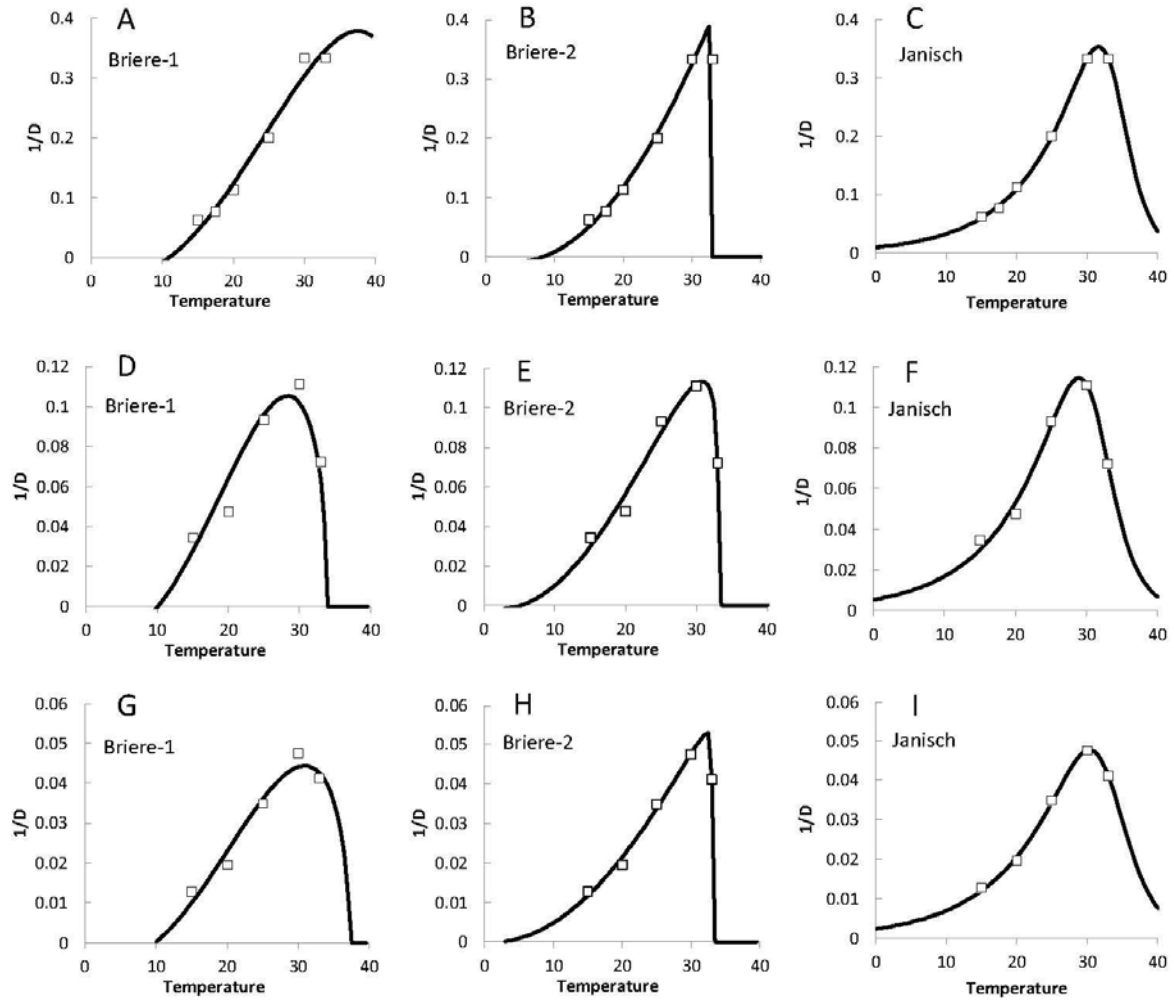 A
Briere-1
0.4
0.3
0.2
0.1
0
1/D
0 10 20 30 40
Temperature
B
Briere-2
0.4
0.3
0.2
0.1
0
1/D
0 10 20 30 40
Temperature
C
Janisch
0.4
0.3
0.2
0.1
0
1/D
0 10 20 30 40
Temperature
D
Briere-1
0.12
0.1
0.08
0.06
0.04
0.02
0
1/D
0 10 20 30 40
Temperature
E
Briere-2
0.12
0.1
0.08
0.06
0.04
0.02
0
1/D
0 10 20 30 40
Temperature
F
Janisch
0.12
0.1
0.08
0.06
0.04
0.02
0
1/D
0 10 20 30 40
Temperature
G
Briere-1
0.06
0.05
0.04
0.03
0.02
0.01
0
1/D
0 10 20 30 40
Temperature
H
Briere-2
0.06
0.05
0.04
0.03
0.02
0.01
0
1/D
0 10 20 30 40
Temperature
I
Janisch
0.06
0.05
0.04
0.03
0.02
0.01
0
1/D
0 10 20 30 40
Temperature